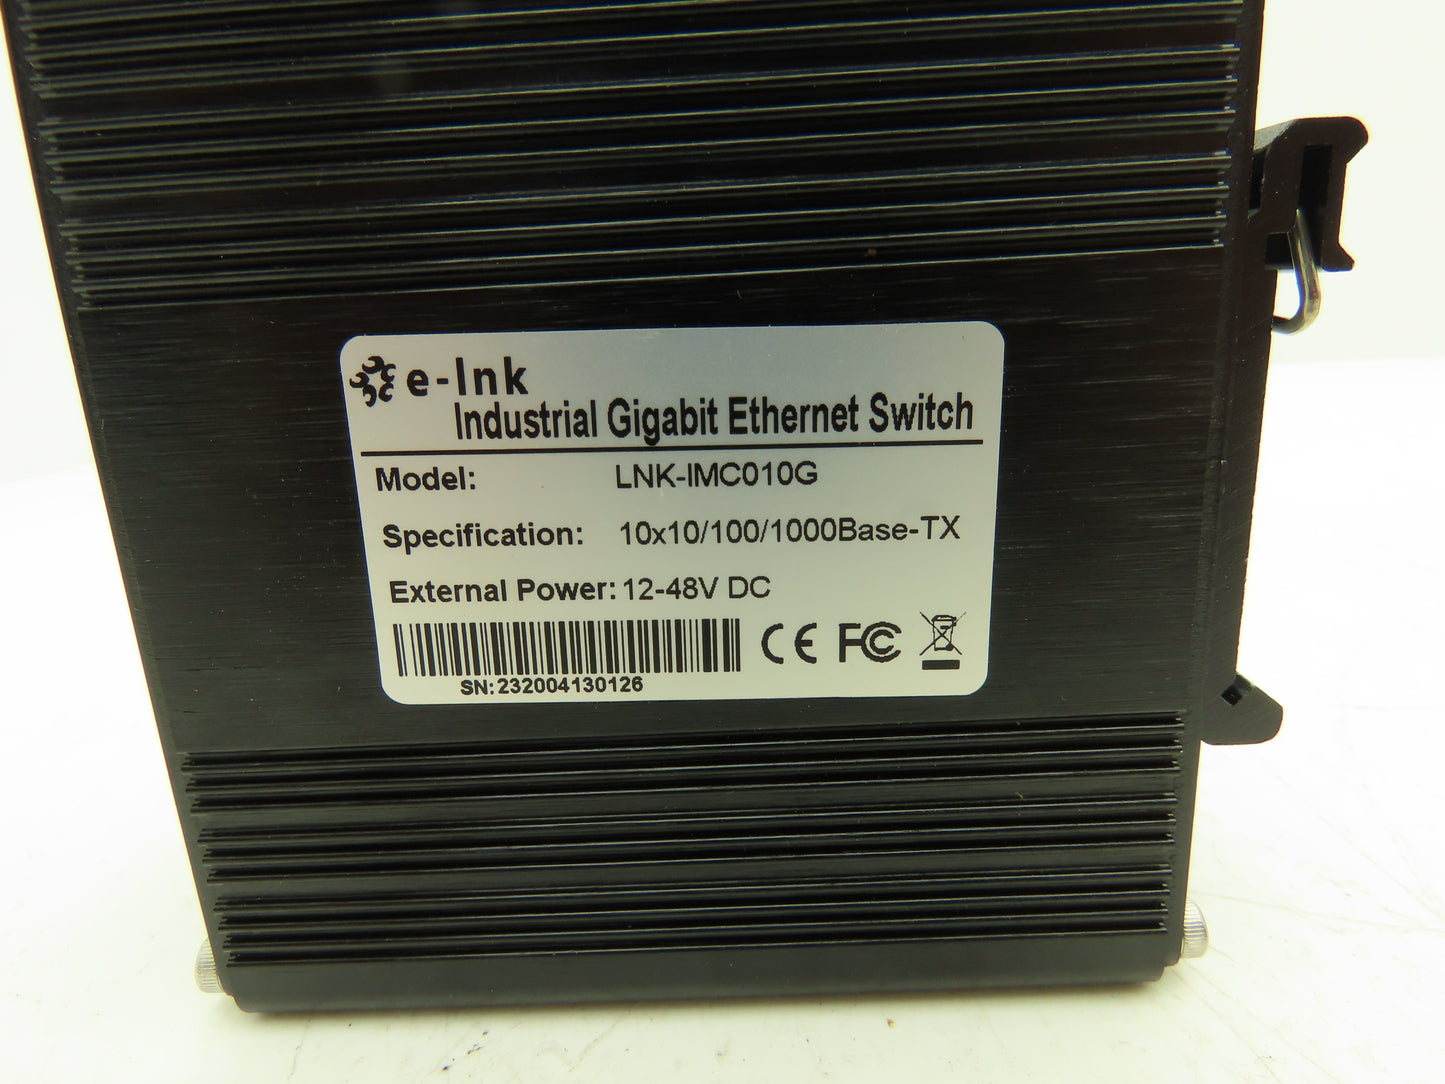 e-lnk
Industrial Gigabit Ethernet Switch
Model: LNK-IMC010G
Specification: 10x10/100/1000Base-TX
External Power: 12-48V DC
CE FC
SN: 232004130126